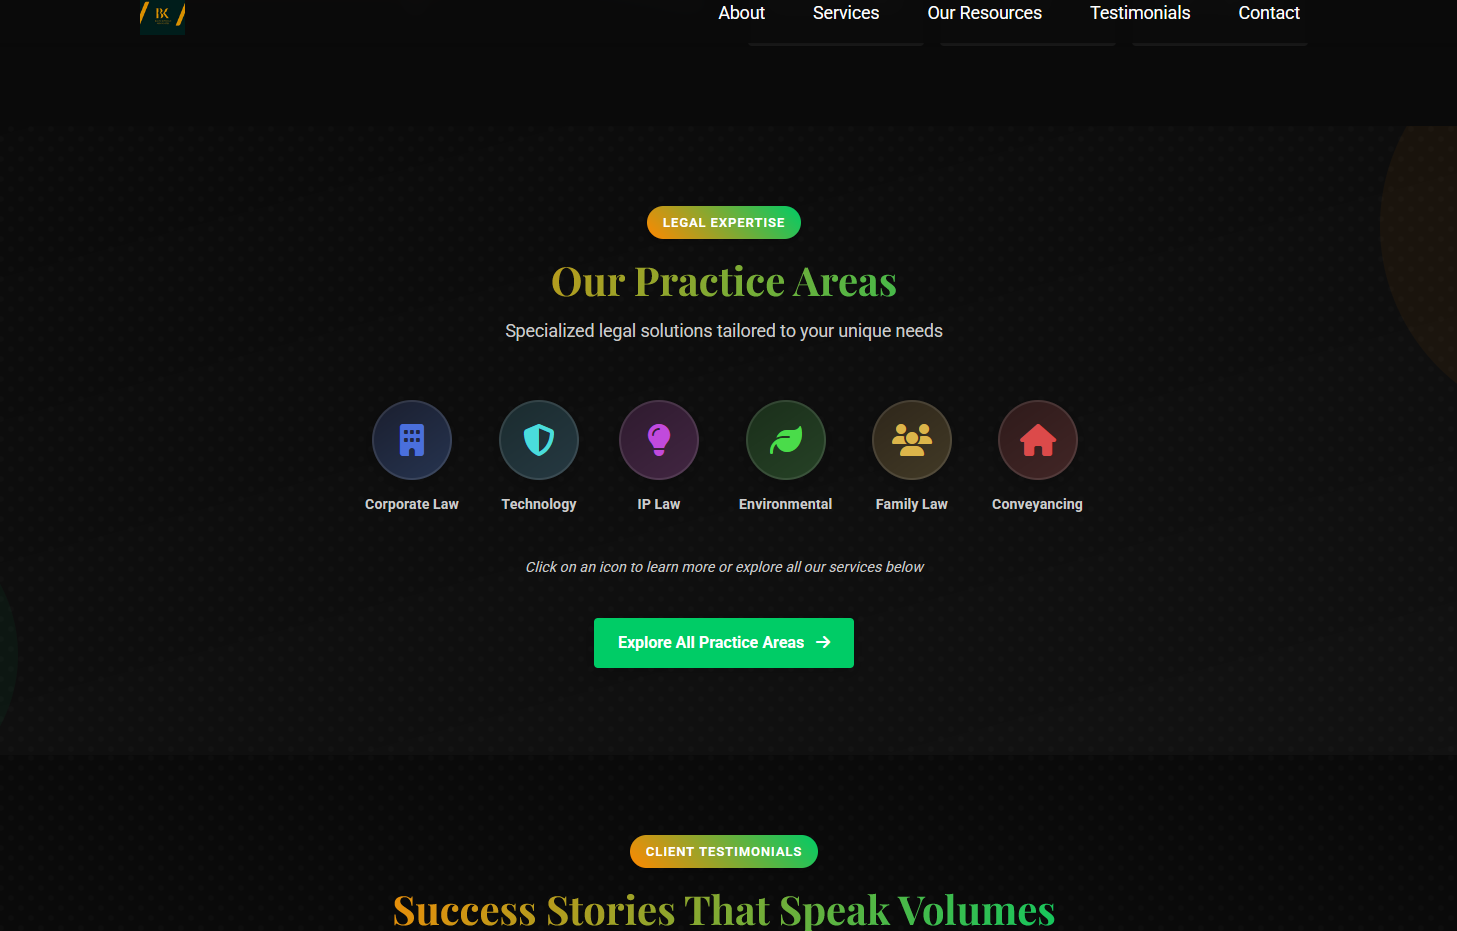 BK
About Services Our Resources Testimonials Contact
LEGAL EXPERTISE
Our Practice Areas
Specialized legal solutions tailored to your unique needs
Corporate Law Technology IP Law Environmental Family Law Conveyancing
Click on an icon to learn more or explore all our services below
Explore All Practice Areas
CLIENT TESTIMONIALS
Success Stories That Speak Volumes